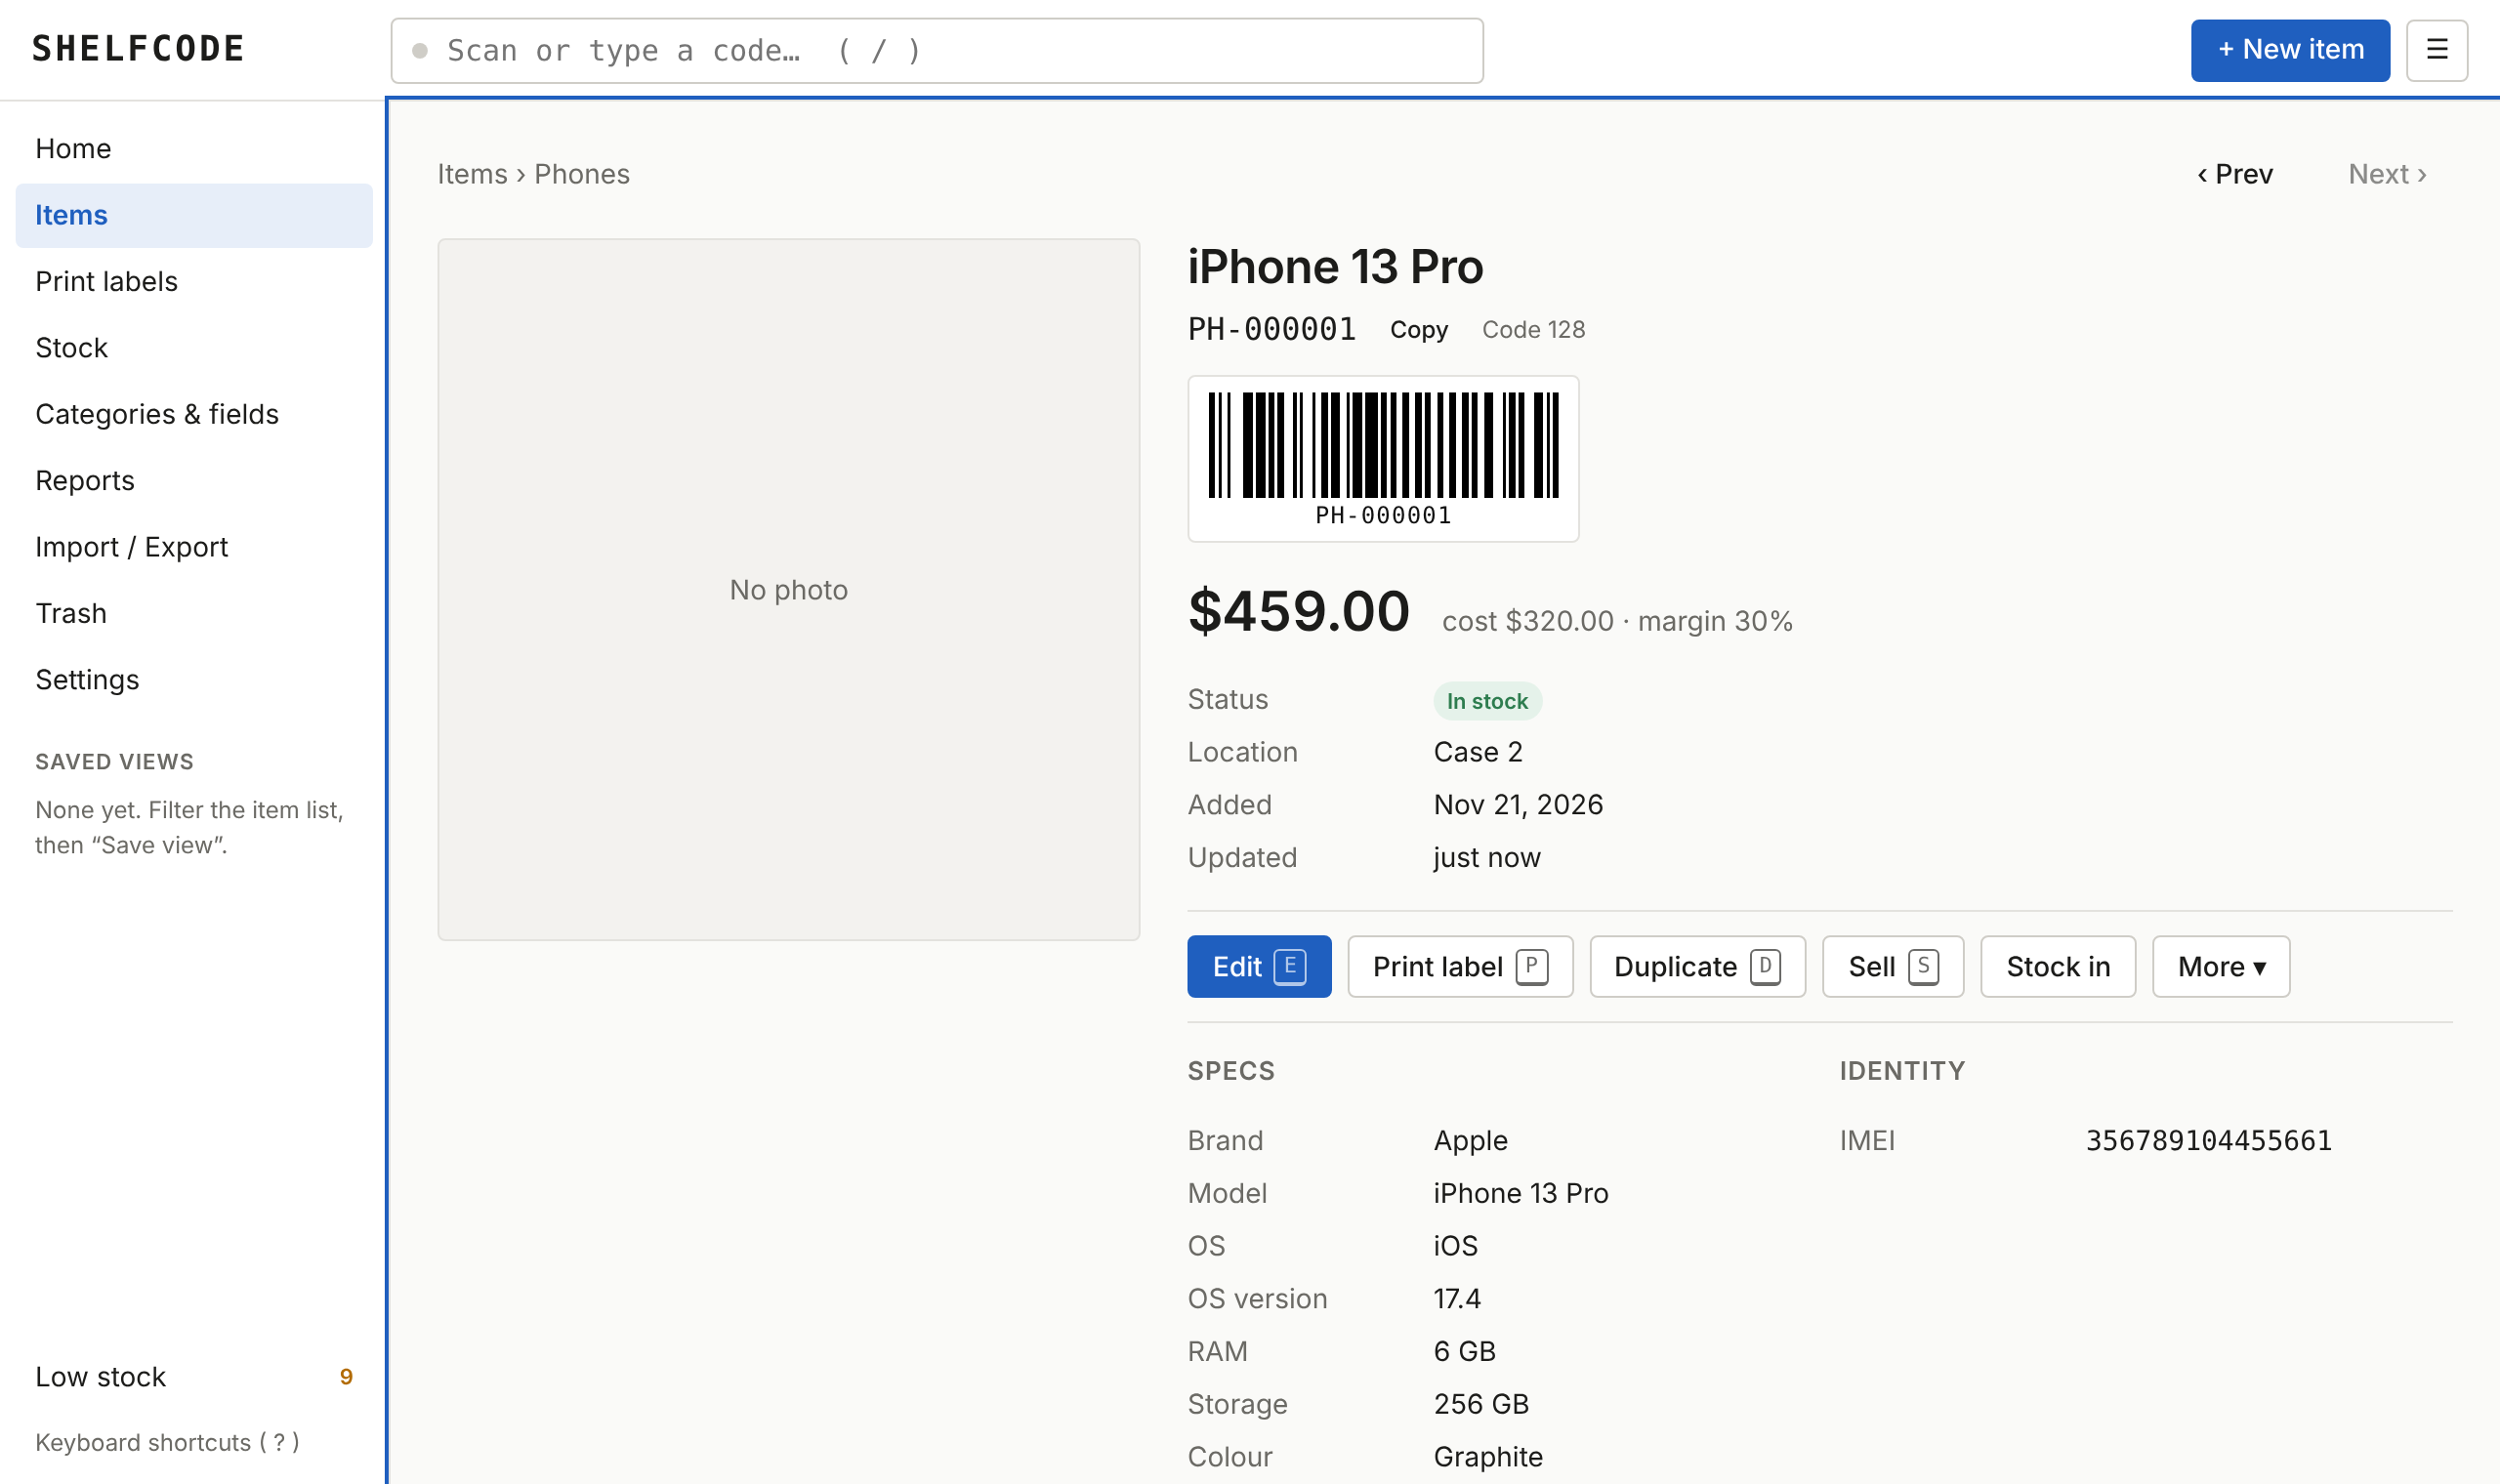 SHELFCODE
Scan or type a code… ( / )
+ New item
☰
Home
Items
Print labels
Stock
Categories & fields
Reports
Import / Export
Trash
Settings
SAVED VIEWS
None yet. Filter the item list,
then “Save view”.
Low stock 9
Keyboard shortcuts ( ? )
Items › Phones
‹ Prev Next ›
No photo
iPhone 13 Pro
PH-000001 Copy Code 128
PH-000001
$459.00 cost $320.00 · margin 30%
Status In stock
Location Case 2
Added Nov 21, 2026
Updated just now
Edit E Print label P Duplicate D Sell S Stock in More ▾
SPECS
Brand Apple
Model iPhone 13 Pro
OS iOS
OS version 17.4
RAM 6 GB
Storage 256 GB
Colour Graphite
IDENTITY
IMEI 356789104455661